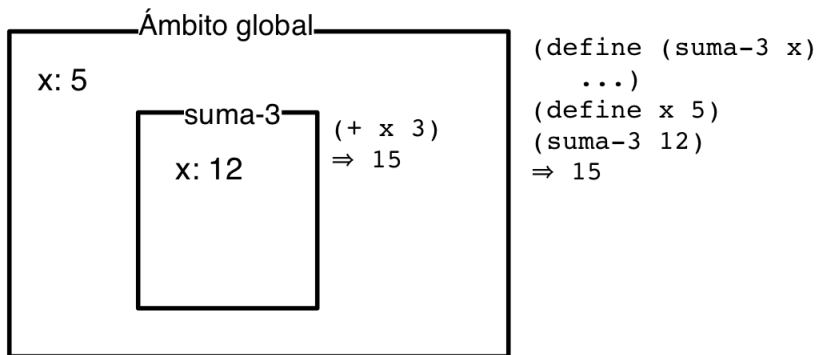 Ámbito global
x: 5
suma-3
x: 12
(+ x 3)
⇒ 15
(define (suma-3 x)
...)
(define x 5)
(suma-3 12)
⇒ 15